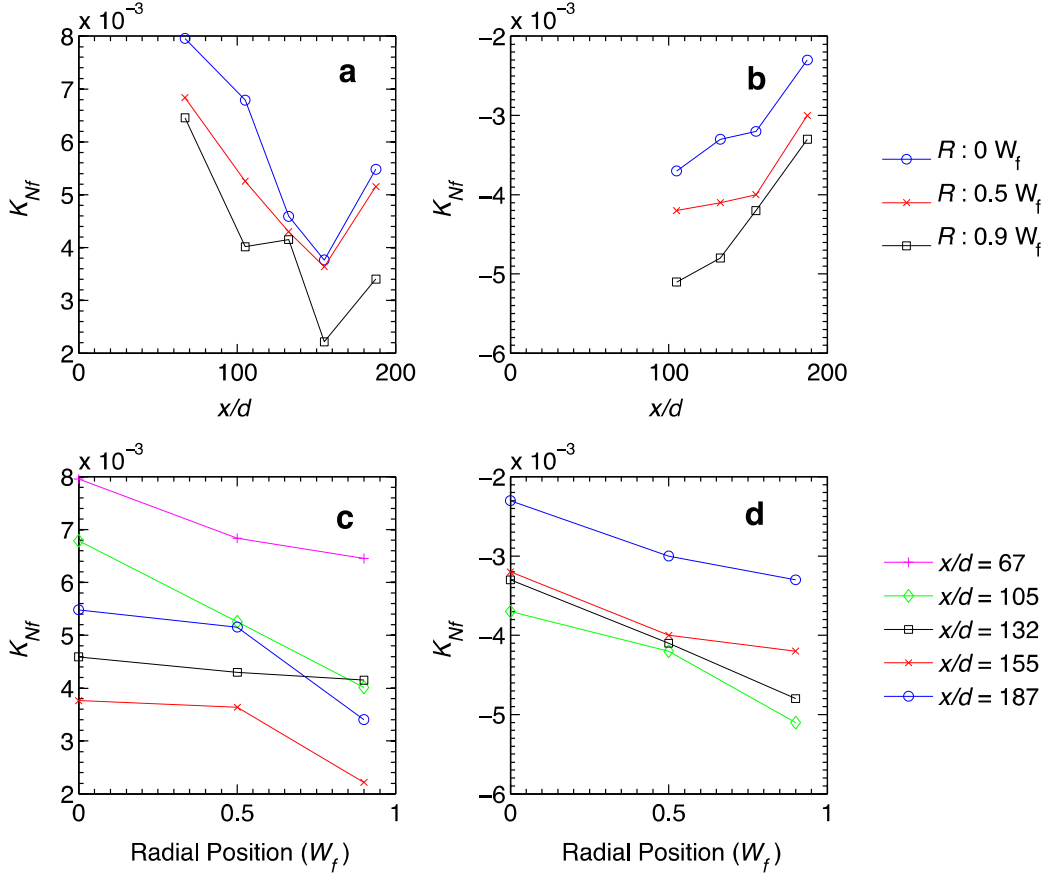 x 10⁻³
8
7
6
5
4
3
2
0
100
200
K_Nf
x/d
a
x 10⁻³
−2
−3
−4
−5
−6
0
100
200
K_Nf
x/d
b
R : 0 W_f
R : 0.5 W_f
R : 0.9 W_f
x 10⁻³
8
7
6
5
4
3
2
0
0.5
1
K_Nf
Radial Position (W_f)
c
x 10⁻³
−2
−3
−4
−5
−6
0
0.5
1
K_Nf
Radial Position (W_f)
d
x/d = 67
x/d = 105
x/d = 132
x/d = 155
x/d = 187